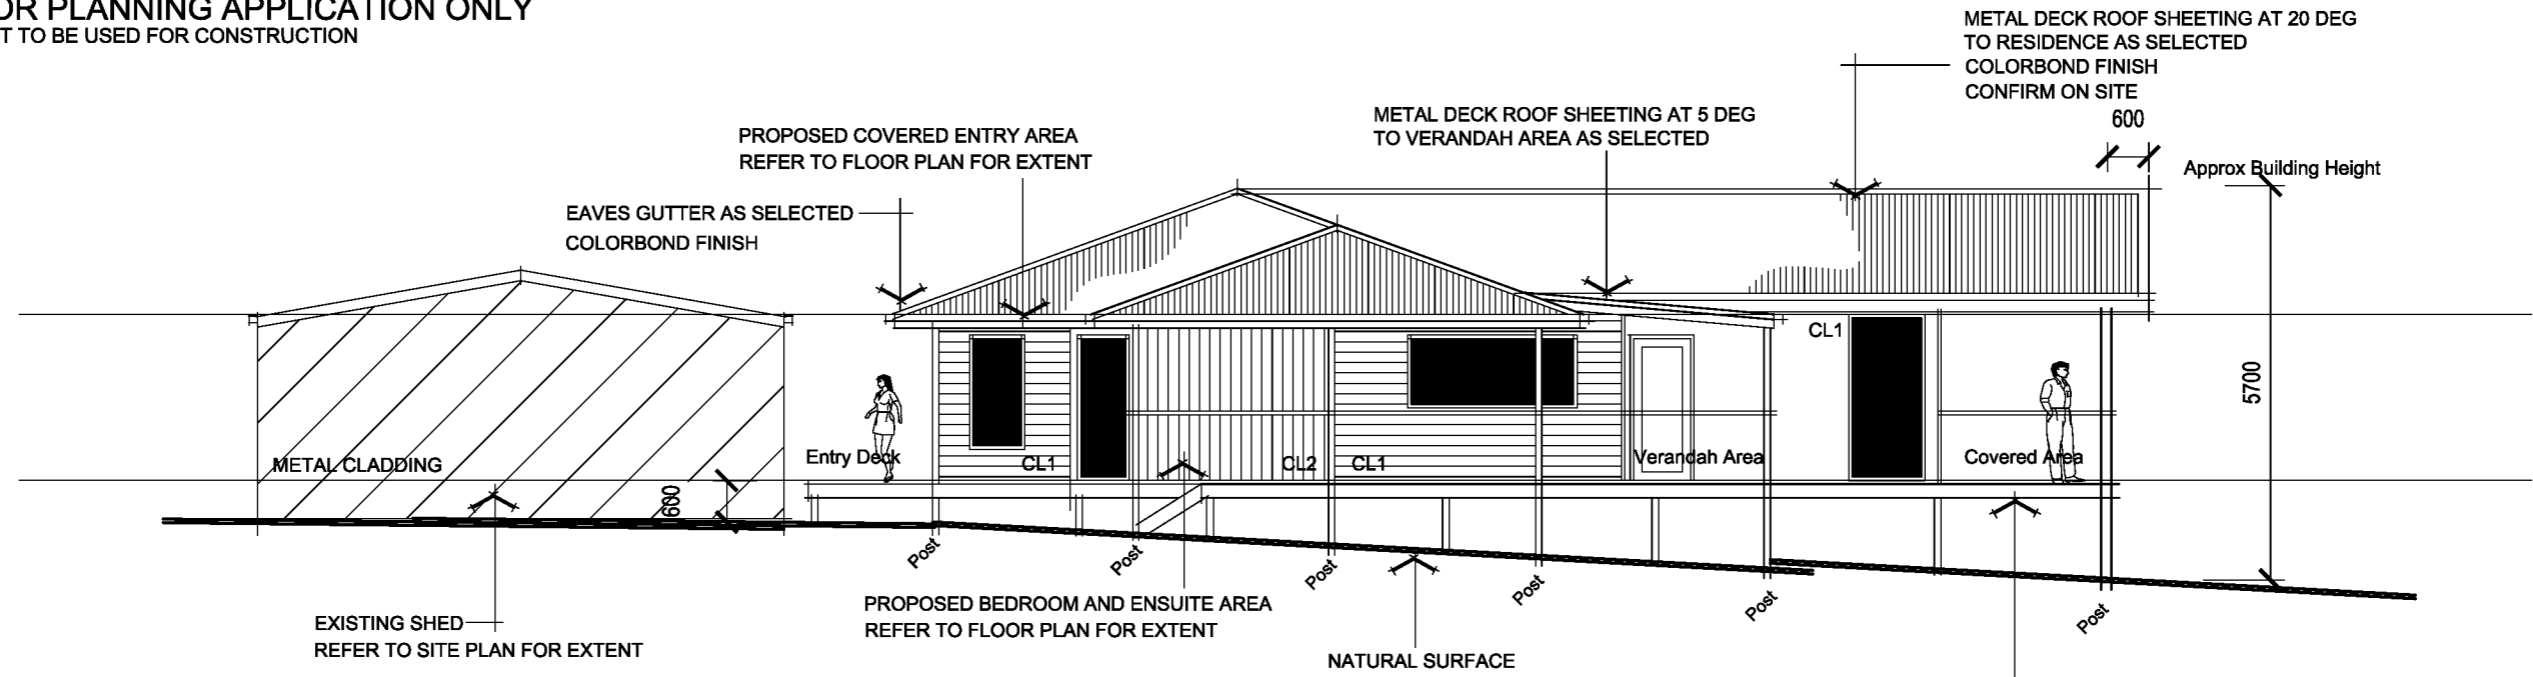 OR PLANNING APPLICATION ONLY
T TO BE USED FOR CONSTRUCTION
METAL DECK ROOF SHEETING AT 20 DEG
TO RESIDENCE AS SELECTED
COLORBOND FINISH
CONFIRM ON SITE
600
METAL DECK ROOF SHEETING AT 5 DEG
TO VERANDAH AREA AS SELECTED
PROPOSED COVERED ENTRY AREA
REFER TO FLOOR PLAN FOR EXTENT
Approx Building Height
EAVES GUTTER AS SELECTED
COLORBOND FINISH
CL1
5700
METAL CLADDING
Entry Deck
CL1
CL2
CL1
Verandah Area
Covered Area
600
Post
Post
Post
Post
Post
Post
EXISTING SHED
REFER TO SITE PLAN FOR EXTENT
PROPOSED BEDROOM AND ENSUITE AREA
REFER TO FLOOR PLAN FOR EXTENT
NATURAL SURFACE